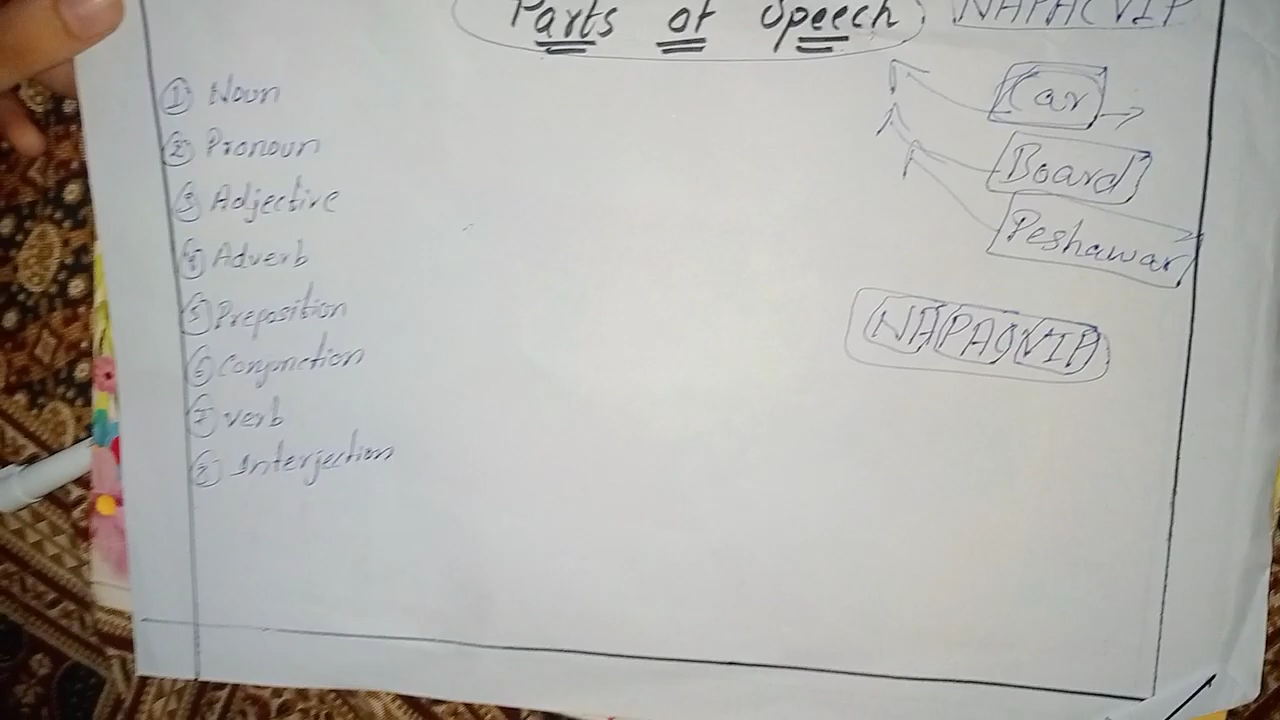 Parts of Speech
NAPACVIP
① Noun
② Pronoun
③ Adjective
④ Adverb
⑤ Preposition
⑥ Conjunction
⑦ verb
⑧ Interjection
Car
Board
Peshawar
NAPACVIP